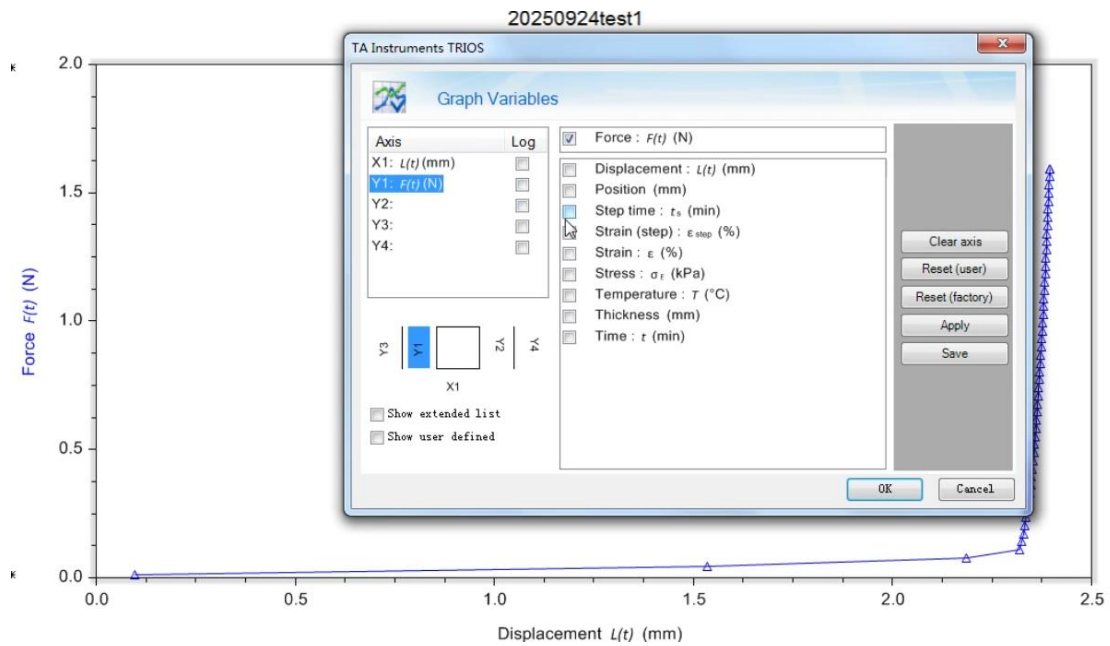 20250924test1
TA Instruments TRIOS
Graph Variables
Axis Log
X1: L(t) (mm)
Y1: F(t) (N)
Y2:
Y3:
Y4:
Force : F(t) (N)
Displacement : L(t) (mm)
Position (mm)
Step time : ts (min)
Strain (step) : εstep (%)
Strain : ε (%)
Stress : σF (kPa)
Temperature : T (°C)
Thickness (mm)
Time : t (min)
Clear axis
Reset (user)
Reset (factory)
Apply
Save
Y3 Y1 Y2 Y4
X1
Show extended list
Show user defined
OK Cancel
Force F(t) (N)
2.0
1.5
1.0
0.5
0.0
0.0 0.5 1.0 1.5 2.0 2.5
Displacement L(t) (mm)